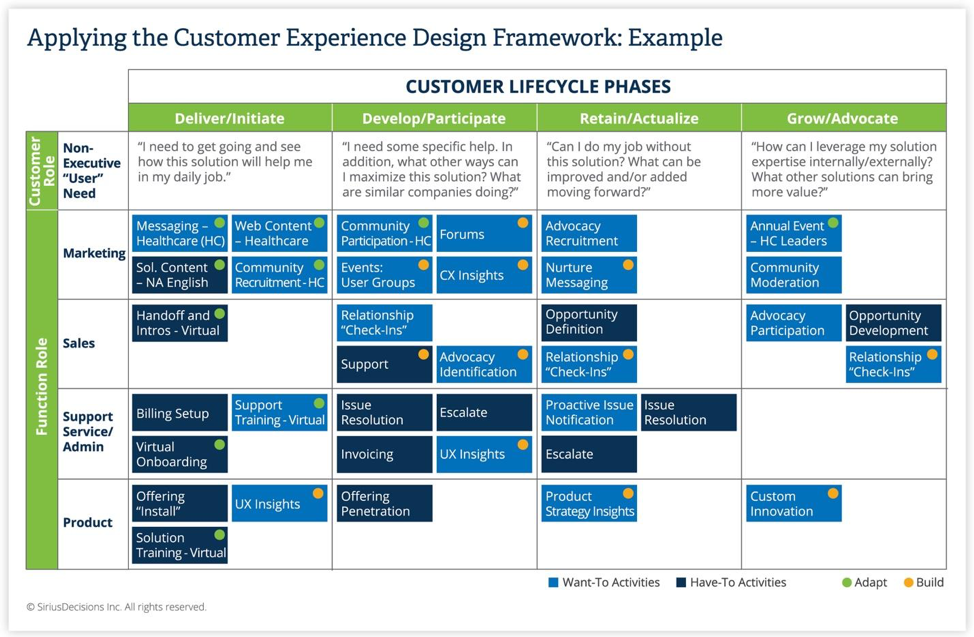 Applying the Customer Experience Design Framework: Example
CUSTOMER LIFECYCLE PHASES
Deliver/Initiate
Develop/Participate
Retain/Actualize
Grow/Advocate
Customer
Role
Non-
Executive
“User”
Need
“I need to get going and see
how this solution will help me
in my daily job.”
“I need some specific help. In
addition, what other ways can
I maximize this solution? What
are similar companies doing?”
“Can I do my job without
this solution? What can be
improved and/or added
moving forward?”
“How can I leverage my solution
expertise internally/externally?
What other solutions can bring
more value?”
Function Role
Marketing
Messaging –
Healthcare (HC)
Web Content
– Healthcare
Sol. Content
– NA English
Community
Recruitment - HC
Community
Participation - HC
Forums
Events:
User Groups
CX Insights
Advocacy
Recruitment
Nurture
Messaging
Annual Event
– HC Leaders
Community
Moderation
Sales
Handoff and
Intros - Virtual
Relationship
“Check-Ins”
Support
Advocacy
Identification
Opportunity
Definition
Relationship
“Check-Ins”
Advocacy
Participation
Opportunity
Development
Relationship
“Check-Ins”
Support
Service/
Admin
Billing Setup
Support
Training - Virtual
Virtual
Onboarding
Issue
Resolution
Escalate
Invoicing
UX Insights
Proactive Issue
Notification
Issue
Resolution
Escalate
Product
Offering
“Install”
UX Insights
Solution
Training - Virtual
Offering
Penetration
Product
Strategy Insights
Custom
Innovation
Want-To Activities
Have-To Activities
Adapt
Build
© SiriusDecisions Inc. All rights reserved.